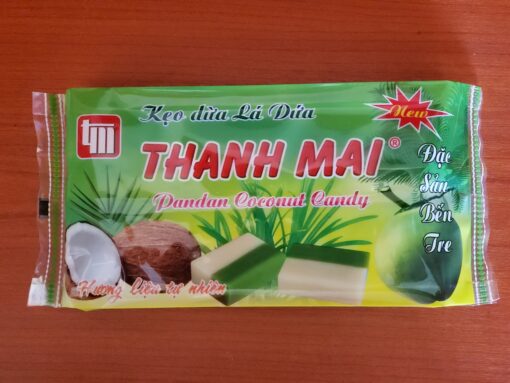 tm
Kẹo dừa Lá Dứa
New
THANH MAI®
Pandan Coconut Candy
Đặc
Sản
Bến
Tre
Hương liệu tự nhiên